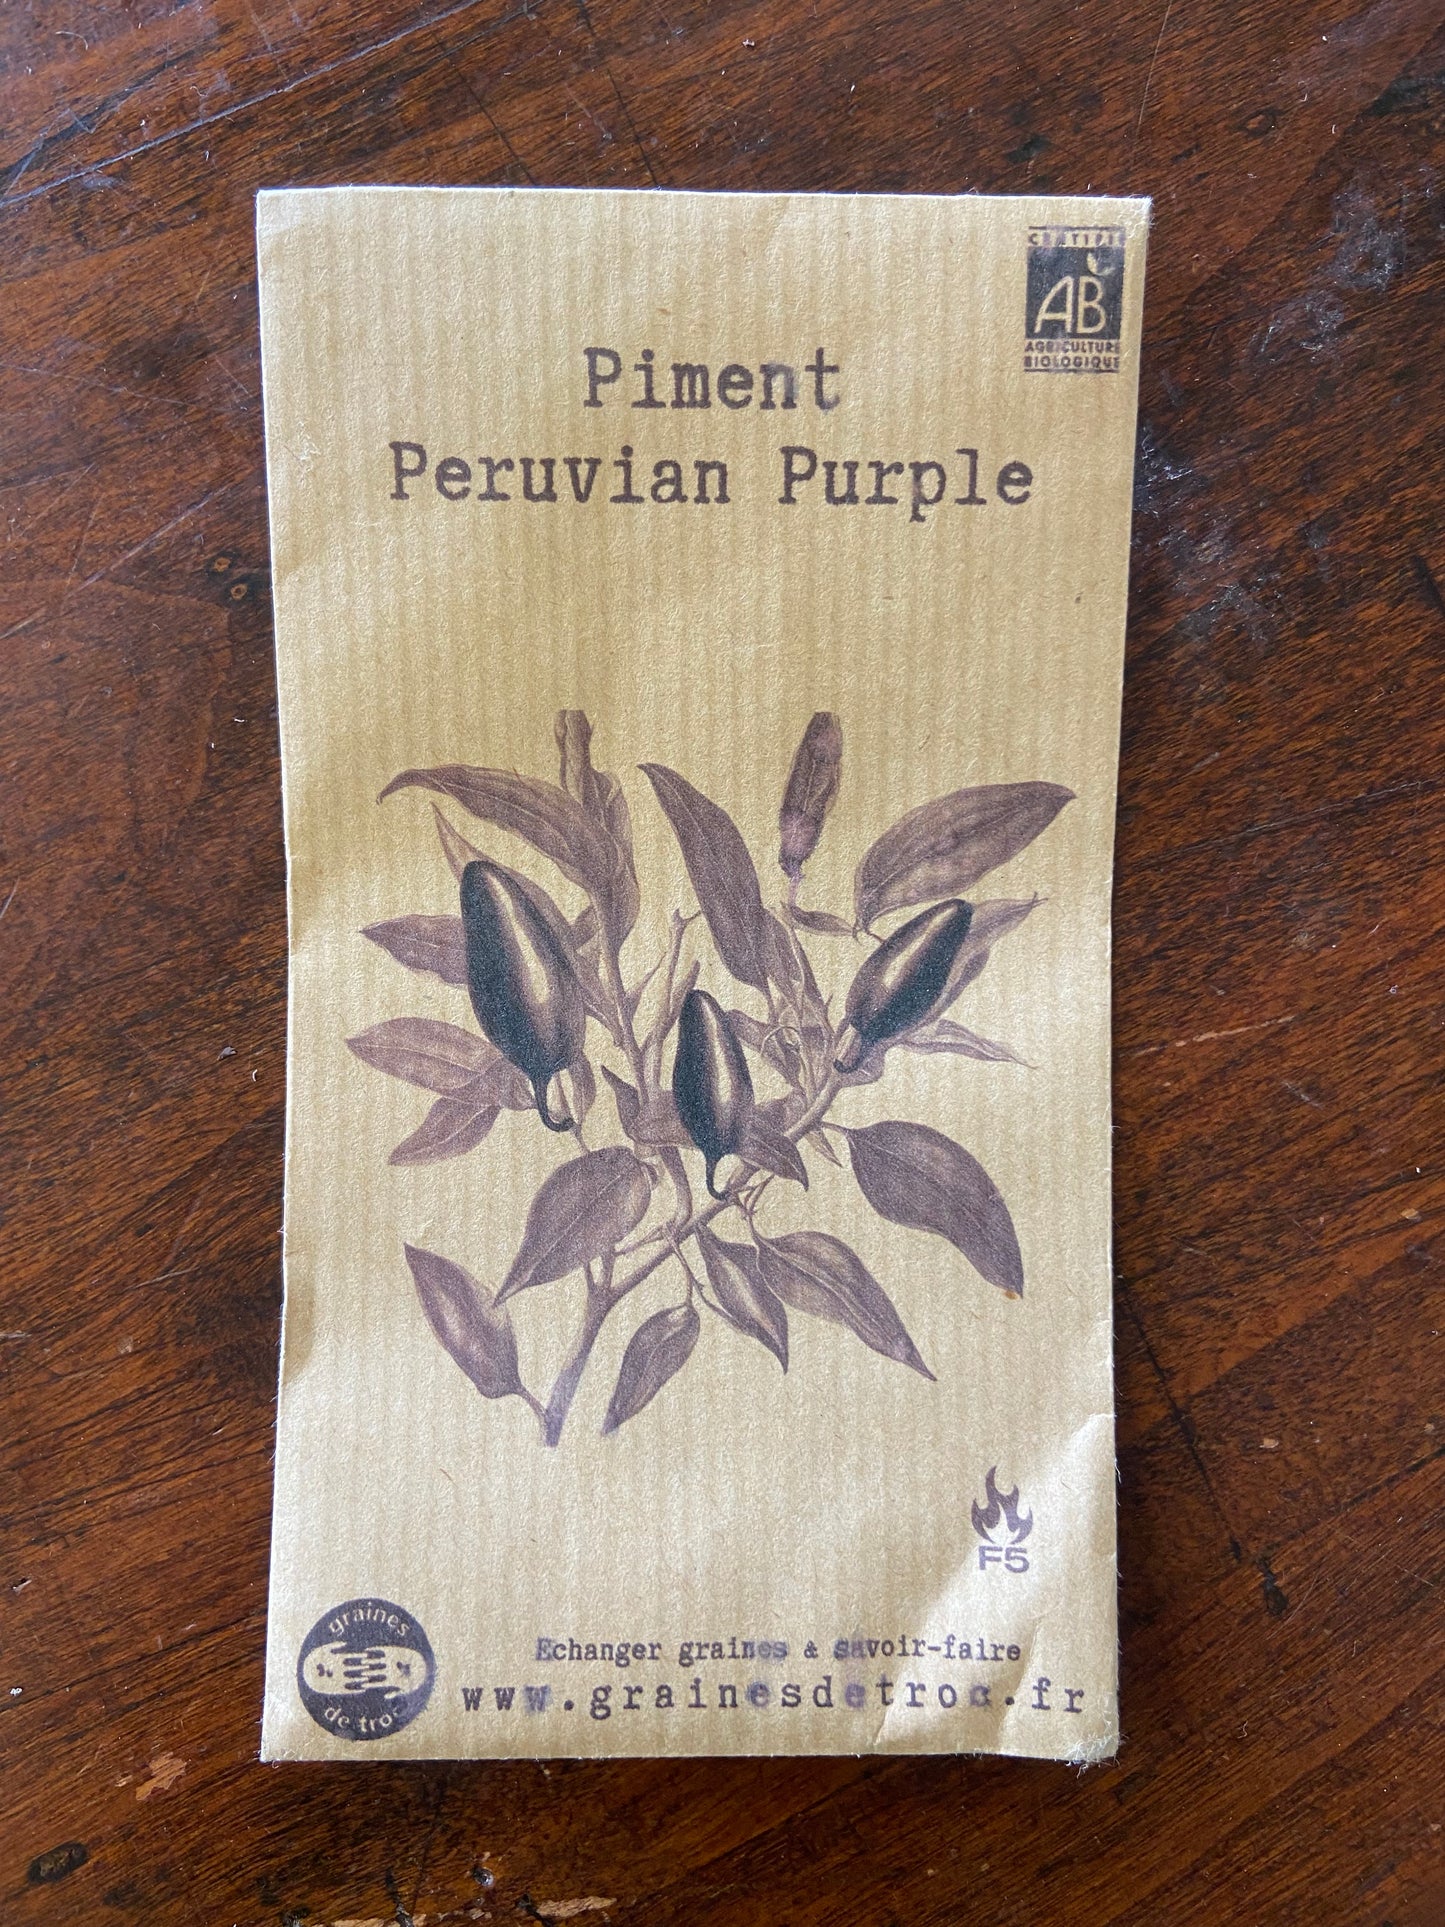 CERTIFIÉ
AB
AGRICULTURE
BIOLOGIQUE
Piment
Peruvian Purple
F5
graines
de troc
Echanger graines & savoir-faire
www.grainesdetroc.fr